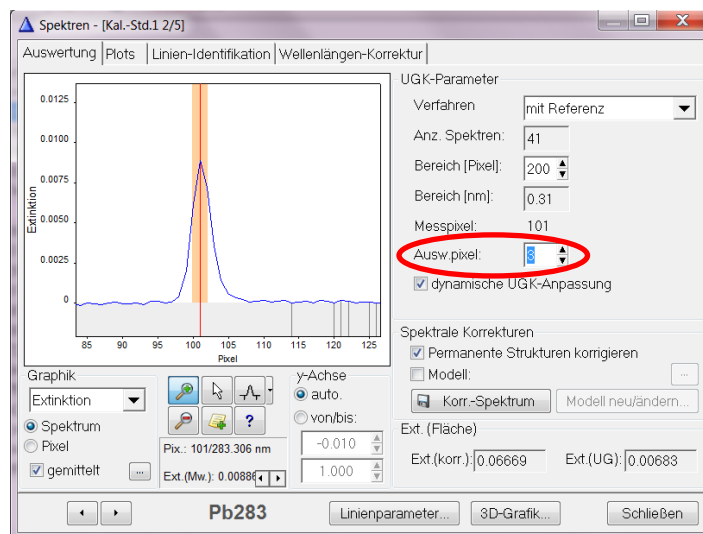 Spektren - [Kal.-Std.1 2/5]
Auswertung Plots Linien-Identifikation Wellenlängen-Korrektur
UGK-Parameter
Verfahren mit Referenz
Anz. Spektren: 41
Bereich [Pixel]: 200
Bereich [nm]: 0.31
Messpixel: 101
Ausw.pixel: 3
dynamische UGK-Anpassung
Extinktion
0.0125
0.0100
0.0075
0.0050
0.0025
0
85 90 95 100 105 110 115 120 125
Pixel
Spektrale Korrekturen
Permanente Strukturen korrigieren
Modell: ...
Korr.-Spektrum Modell neu/ändern...
Ext. (Fläche)
Ext.(korr.): 0.06669 Ext.(UG): 0.00683
Graphik
Extinktion
Spektrum
Pixel
gemittelt ...
?
Pix.: 101/283.306 nm
Ext.(Mw.): 0.00886
y-Achse
auto.
von/bis:
-0.010
1.000
Pb283
Linienparameter... 3D-Grafik... Schließen